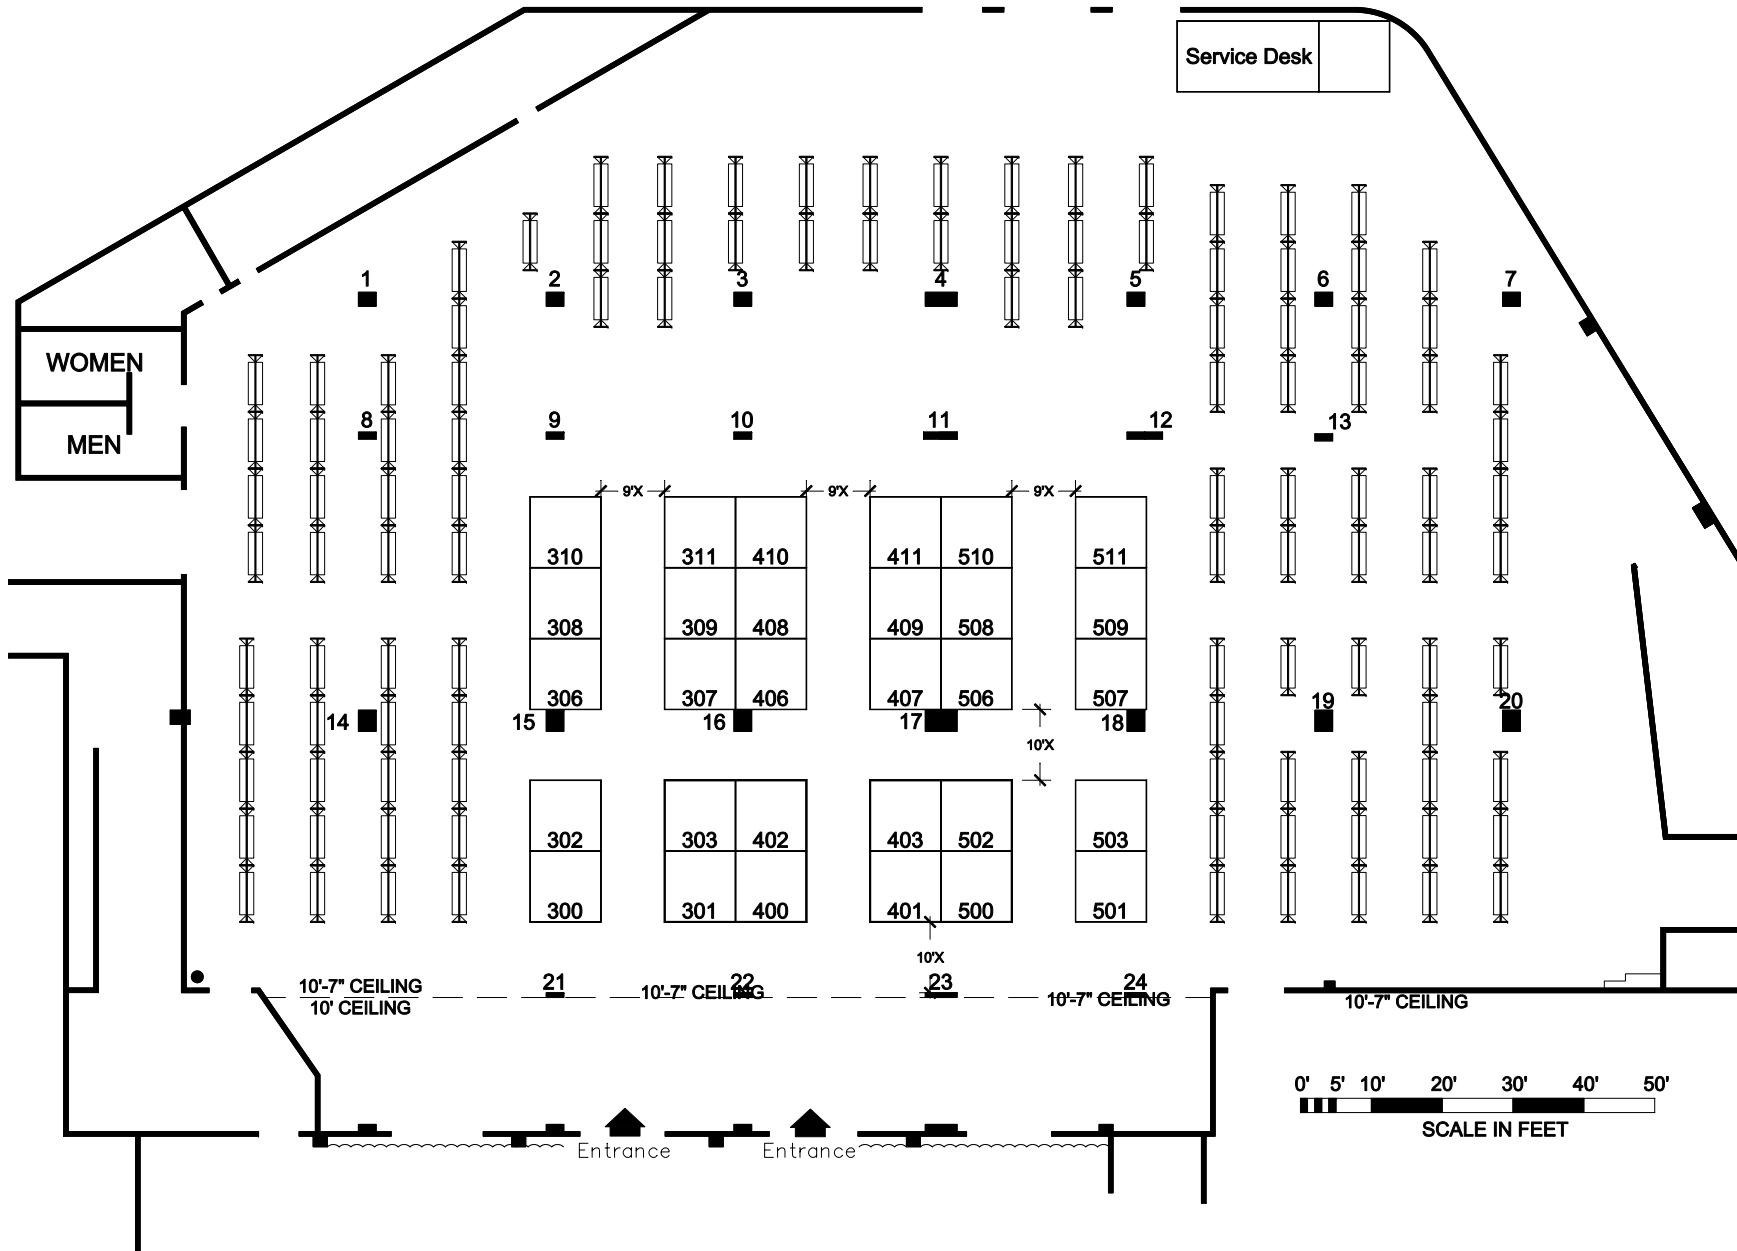 Service Desk
1 2 3 4 5 6 7
WOMEN
8 9 10 11 12 13
MEN
9'X 9'X 9'X
310 311 410 411 510 511
308 309 408 409 508 509
306 307 406 407 506 507
14 15 16 17 18 19 20
10'X
302 303 402 403 502 503
300 301 400 401 500 501
10'X
21 22 23 24
10'-7" CEILING 10'-7" CEILING 10'-7" CEILING 10'-7" CEILING
10' CEILING
0' 5' 10' 20' 30' 40' 50'
SCALE IN FEET
Entrance Entrance